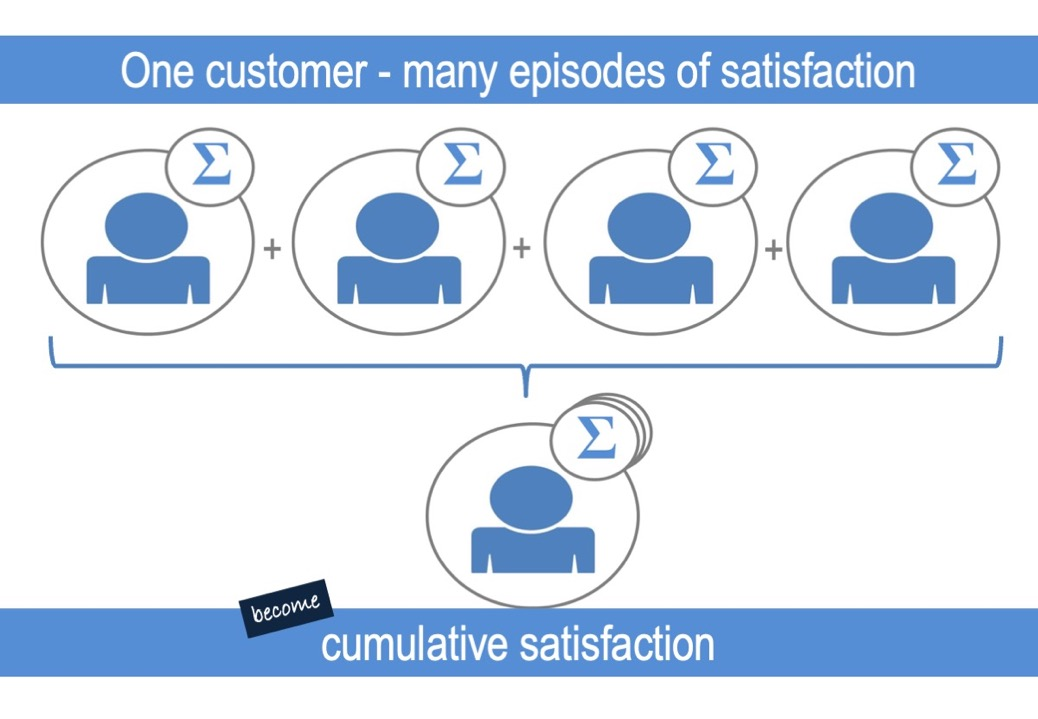 One customer - many episodes of satisfaction
Σ Σ Σ Σ
+ + +
Σ
become
cumulative satisfaction